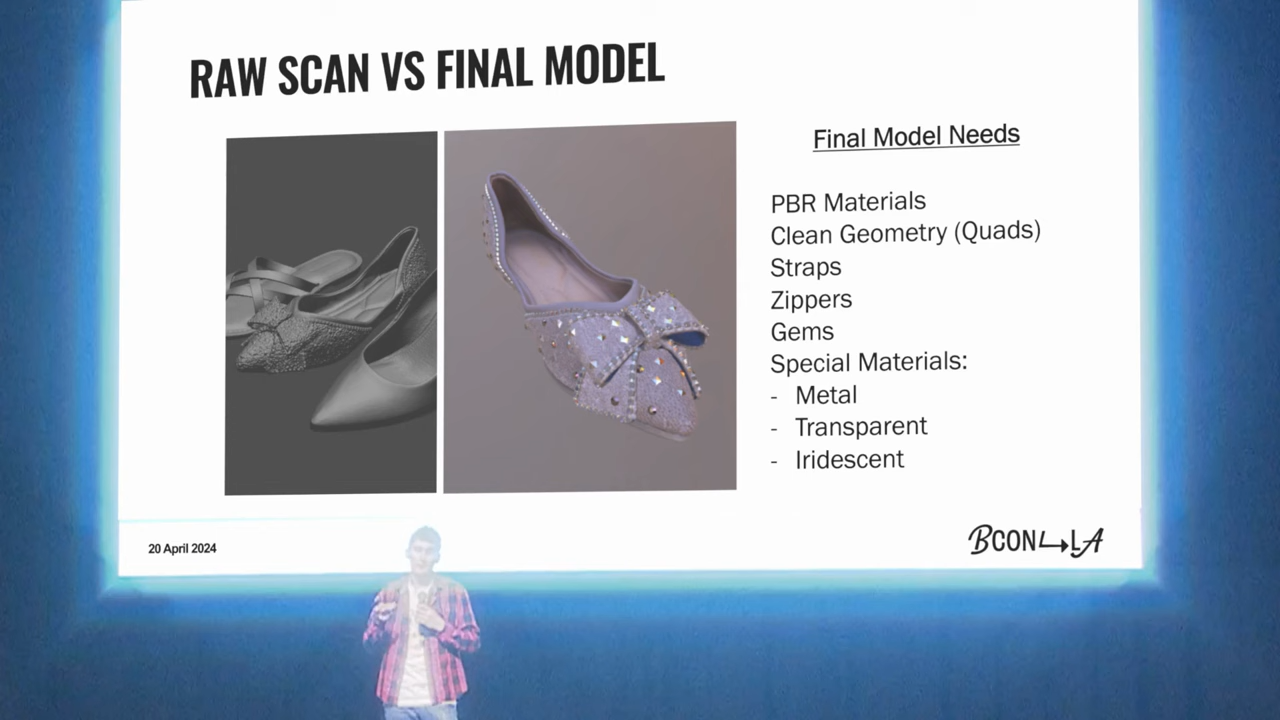 RAW SCAN VS FINAL MODEL
Final Model Needs
PBR Materials
Clean Geometry (Quads)
Straps
Zippers
Gems
Special Materials:
- Metal
- Transparent
- Iridescent
20 April 2024
BCON LA